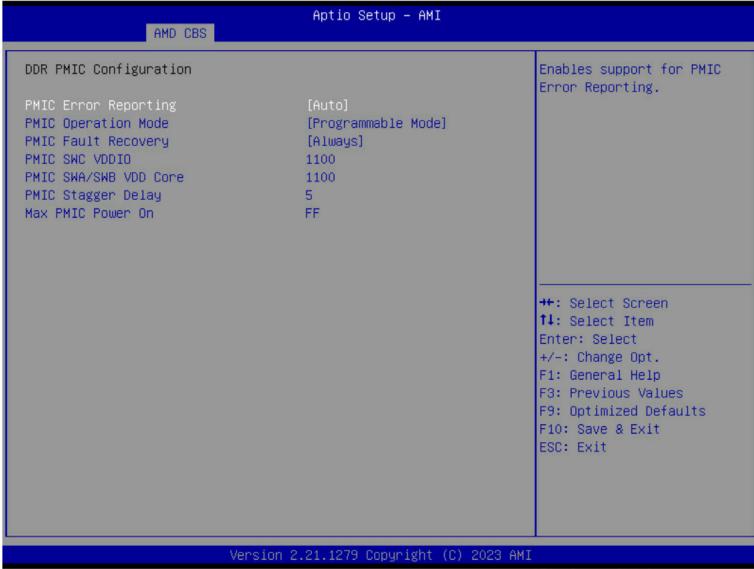 Aptio Setup – AMI
AMD CBS
DDR PMIC Configuration
PMIC Error Reporting [Auto]
PMIC Operation Mode [Programmable Mode]
PMIC Fault Recovery [Always]
PMIC SWC VDDIO 1100
PMIC SWA/SWB VDD Core 1100
PMIC Stagger Delay 5
Max PMIC Power On FF
Enables support for PMIC
Error Reporting.
→←: Select Screen
↑↓: Select Item
Enter: Select
+/-: Change Opt.
F1: General Help
F3: Previous Values
F9: Optimized Defaults
F10: Save & Exit
ESC: Exit
Version 2.21.1279 Copyright (C) 2023 AMI